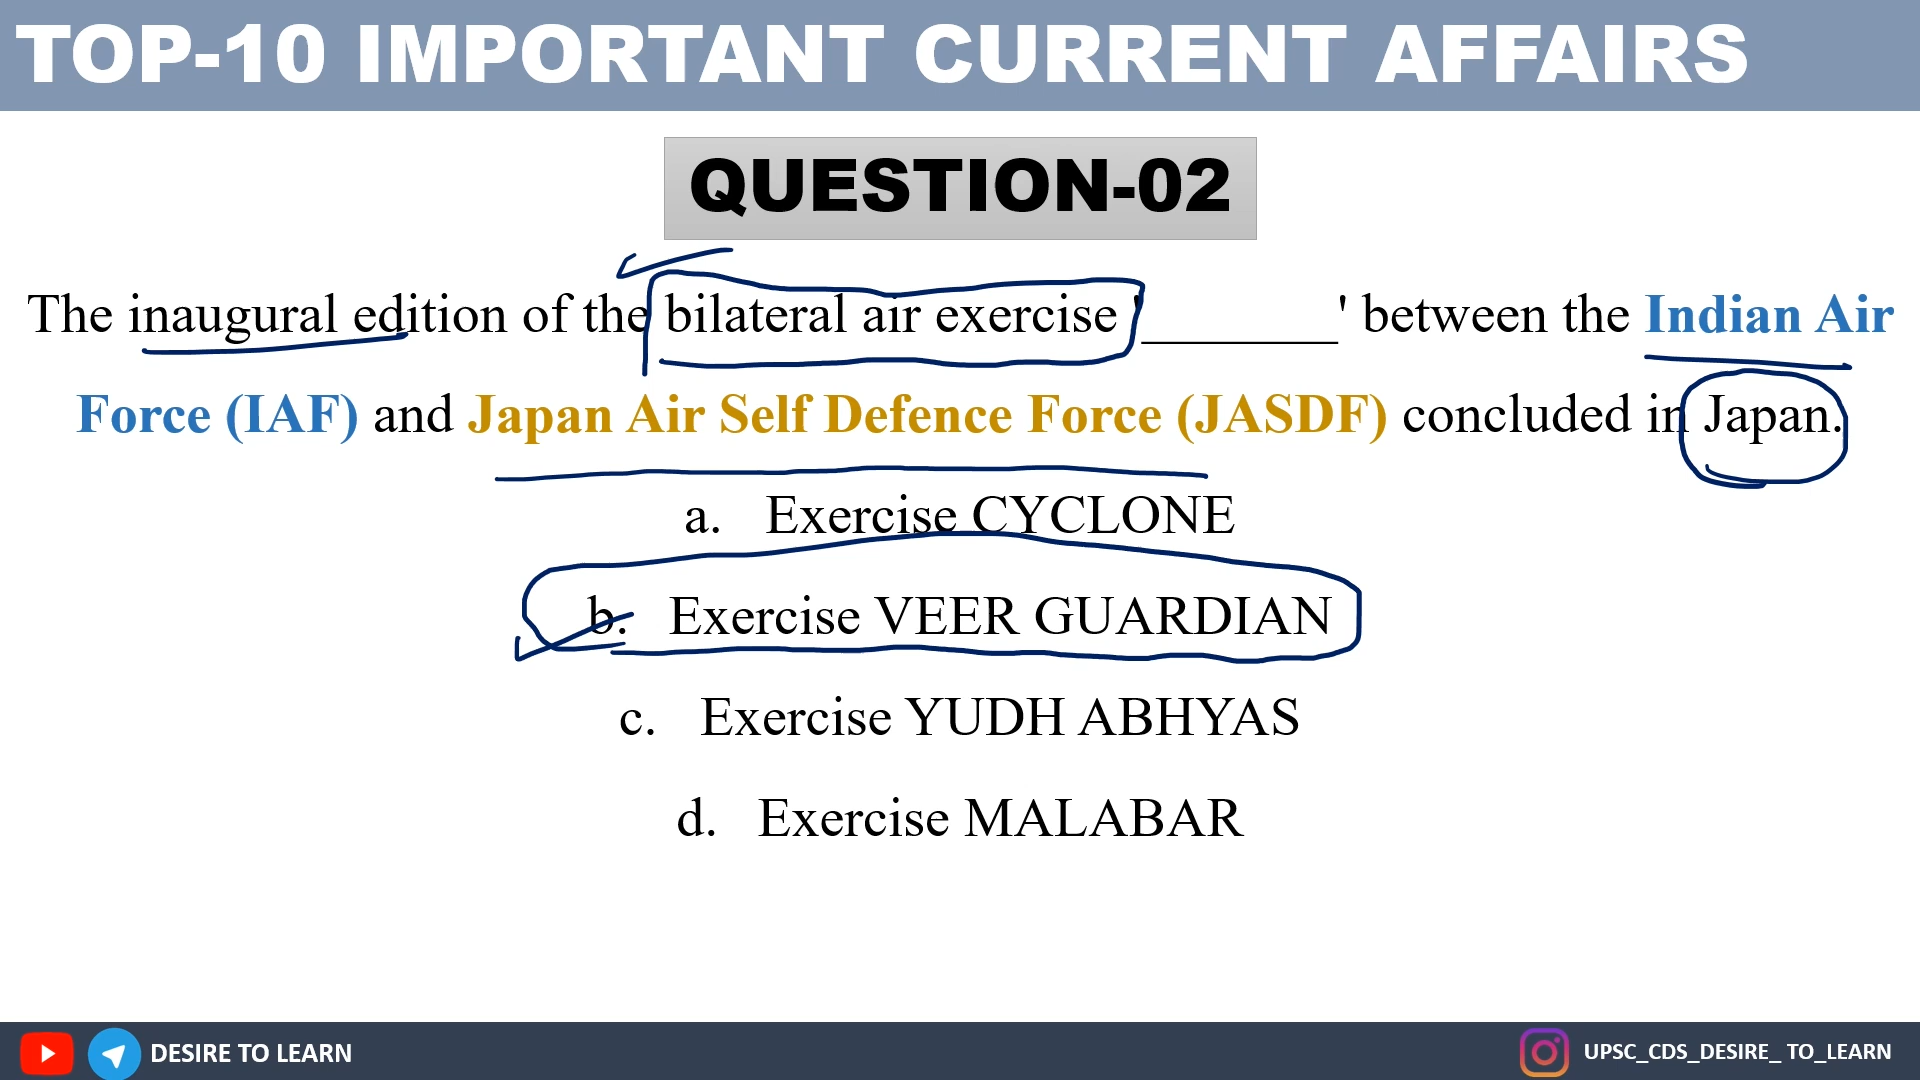 TOP-10 IMPORTANT CURRENT AFFAIRS
QUESTION-02
The inaugural edition of the bilateral air exercise '_______' between the Indian Air
Force (IAF) and Japan Air Self Defence Force (JASDF) concluded in Japan.
a. Exercise CYCLONE
b. Exercise VEER GUARDIAN
c. Exercise YUDH ABHYAS
d. Exercise MALABAR
DESIRE TO LEARN
UPSC_CDS_DESIRE_ TO_LEARN